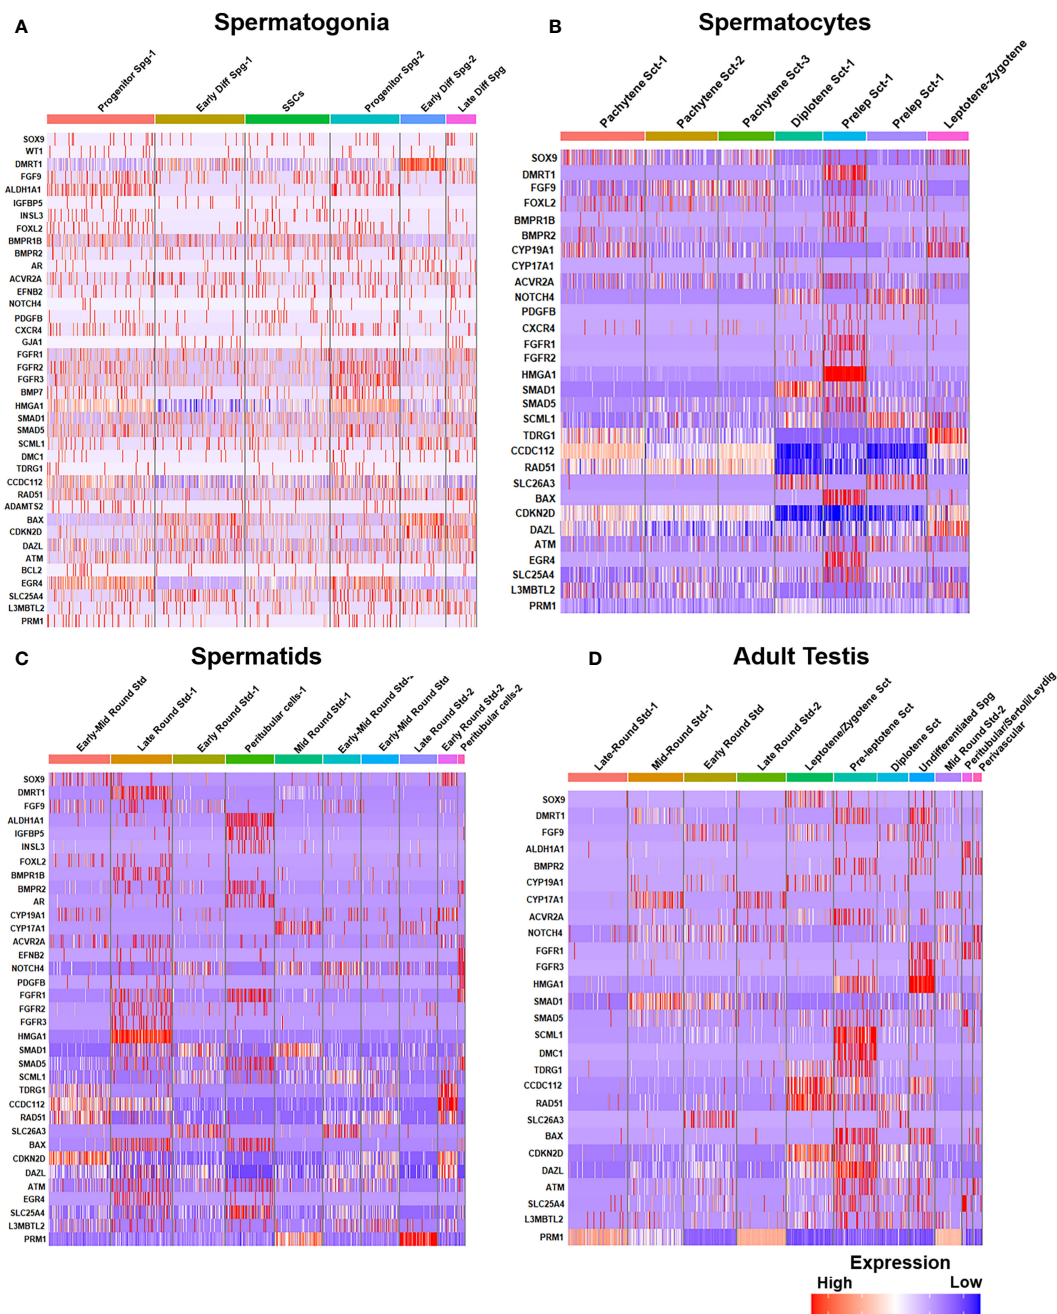 A
Spermatogonia
Progenitor Spg-1
Early Diff Spg-1
SSCs
Progenitor Spg-2
Early Diff Spg-2
Late Diff Spg
SOX9
WT1
DMRT1
FGF9
ALDH1A1
IGFBP5
INSL3
FOXL2
BMPR1B
BMPR2
AR
ACVR2A
EFNB2
NOTCH4
PDGFB
CXCR4
GJA1
FGFR1
FGFR2
FGFR3
BMP7
HMGA1
SMAD1
SMAD5
SCML1
DMC1
TDRG1
CCDC112
RAD51
ADAMTS2
BAX
CDKN2D
DAZL
ATM
BCL2
EGR4
SLC25A4
L3MBTL2
PRM1
B
Spermatocytes
Pachytene Sct-1
Pachytene Sct-2
Pachytene Sct-3
Diplotene Sct-1
Prelep Sct-1
Prelep Sct-1
Leptotene-Zygotene
SOX9
DMRT1
FGF9
FOXL2
BMPR1B
BMPR2
CYP19A1
CYP17A1
ACVR2A
NOTCH4
PDGFB
CXCR4
FGFR1
FGFR2
HMGA1
SMAD1
SMAD5
SCML1
TDRG1
CCDC112
RAD51
SLC26A3
BAX
CDKN2D
DAZL
ATM
EGR4
SLC25A4
L3MBTL2
PRM1
C
Spermatids
Early-Mid Round Std
Late Round Std-1
Early Round Std-1
Peritubular cells-1
Mid Round Std-1
Early-Mid Round Std-
Early-Mid Round Std
Late Round Std-2
Early Round Std-2
Peritubular cells-2
SOX9
DMRT1
FGF9
ALDH1A1
IGFBP5
INSL3
FOXL2
BMPR1B
BMPR2
AR
CYP19A1
CYP17A1
ACVR2A
EFNB2
NOTCH4
PDGFB
FGFR1
FGFR2
FGFR3
HMGA1
SMAD1
SMAD5
SCML1
TDRG1
CCDC112
RAD51
SLC26A3
BAX
CDKN2D
DAZL
ATM
EGR4
SLC25A4
L3MBTL2
PRM1
D
Adult Testis
Late-Round Std-1
Mid-Round Std-1
Early Round Std
Late Round Std-2
Leptotene/Zygotene Sct
Pre-leptotene Sct
Diplotene Sct
Undifferentiated Spg
Mid Round Std-2
Peritibular/Sertoli/Leydig
Perivascular
SOX9
DMRT1
FGF9
ALDH1A1
BMPR2
CYP19A1
CYP17A1
ACVR2A
NOTCH4
FGFR1
FGFR3
HMGA1
SMAD1
SMAD5
SCML1
DMC1
TDRG1
CCDC112
RAD51
SLC26A3
BAX
CDKN2D
DAZL
ATM
SLC25A4
L3MBTL2
PRM1
Expression
High Low